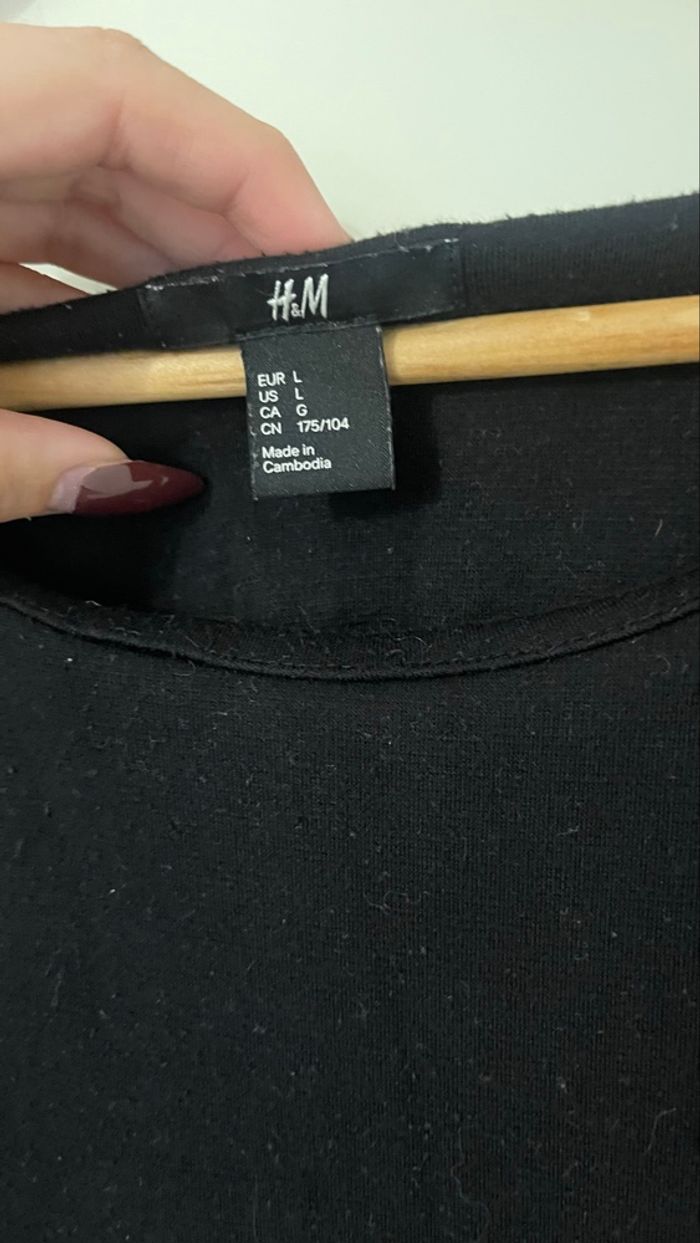 H&M
EUR L
US L
CA G
CN 175/104
Made in
Cambodia